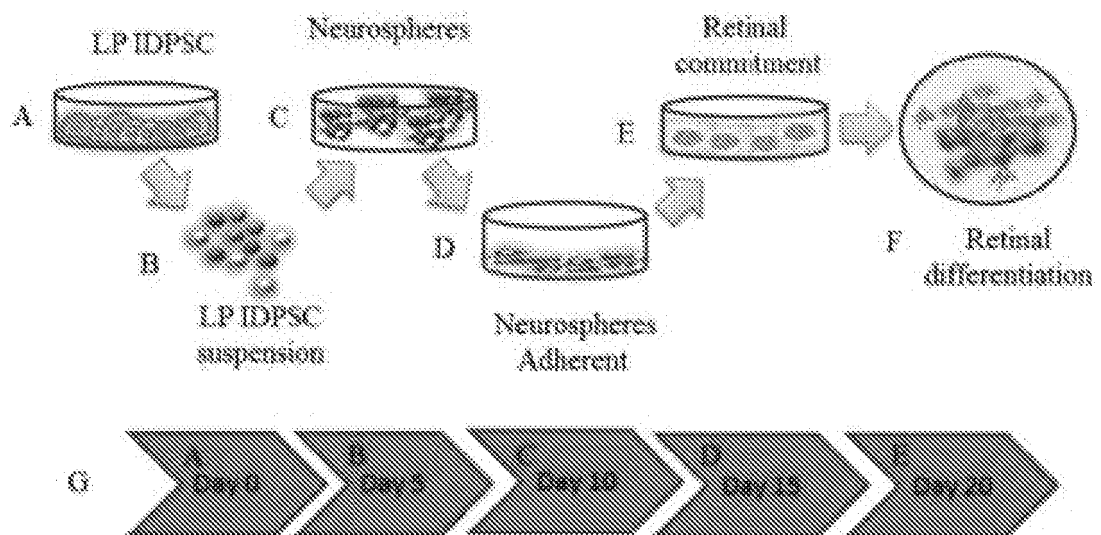 LP IDPSC
A
B
LP IDPSC
suspension
Neurospheres
C
D
Neurospheres
Adherent
Retinal
commitment
E
F
Retinal
differentiation
G
A
Day 0
B
Day 5
C
Day 10
D
Day 15
E
Day 20